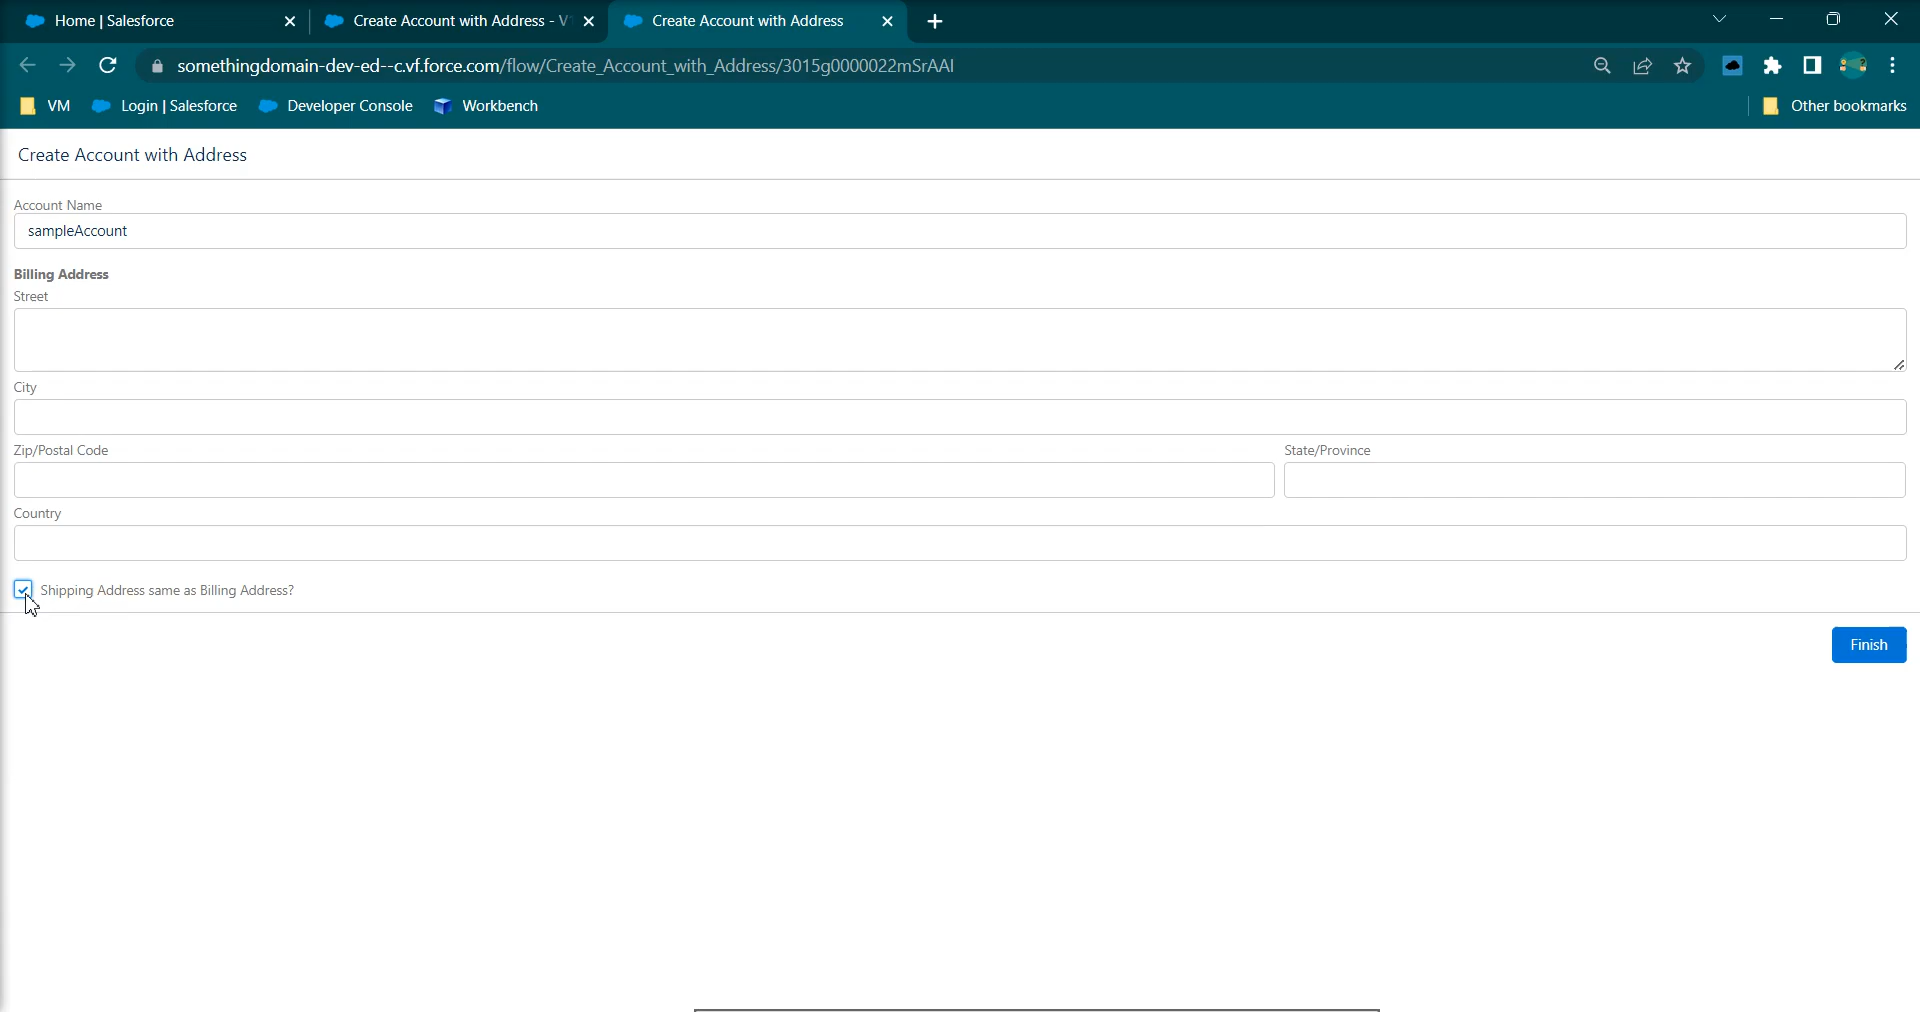 Home | Salesforce
Create Account with Address - V
Create Account with Address
somethingdomain-dev-ed--c.vf.force.com/flow/Create_Account_with_Address/3015g0000022mSrAAI
VM
Login | Salesforce
Developer Console
Workbench
Other bookmarks
Create Account with Address
Account Name
sampleAccount
Billing Address
Street
City
Zip/Postal Code
State/Province
Country
Shipping Address same as Billing Address?
Finish